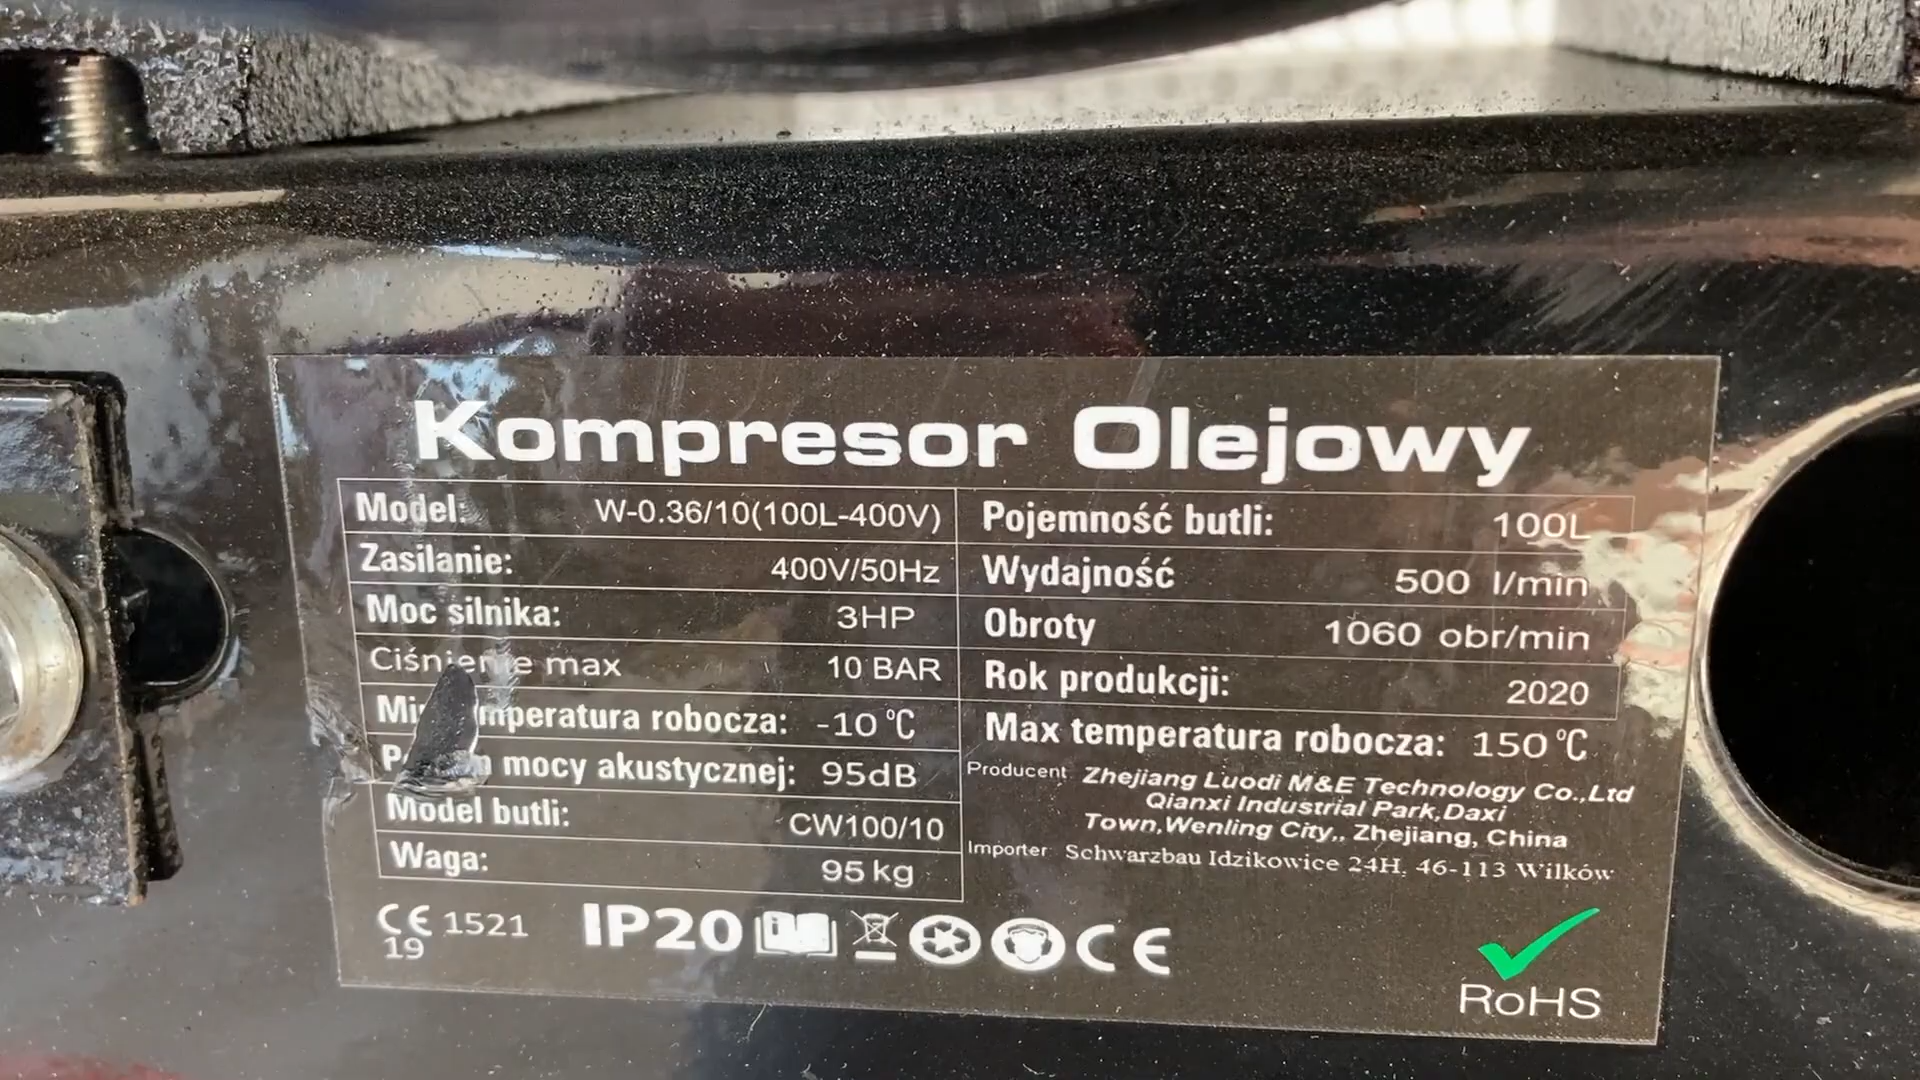 Kompresor Olejowy
Model: W-0.36/10(100L-400V)
Zasilanie: 400V/50Hz
Moc silnika: 3HP
Ciśnienie max 10 BAR
robocza: -10 °C
mocy akustycznej: 95dB
Model butli: CW100/10
Waga: 95 kg
Pojemność butli: 100L
Wydajność 500 l/min
Obroty 1060 obr/min
Rok produkcji: 2020
Max temperatura robocza: 150 °C
Producent Zhejiang Luodi M&E Technology Co.,Ltd
Qianxi Industrial Park,Daxi
Town,Wenling City,, Zhejiang, China
Importer Schwarzbau Idzikowice 24H, 46-113 Wilków
CE 1521
19
IP20
CE
RoHS